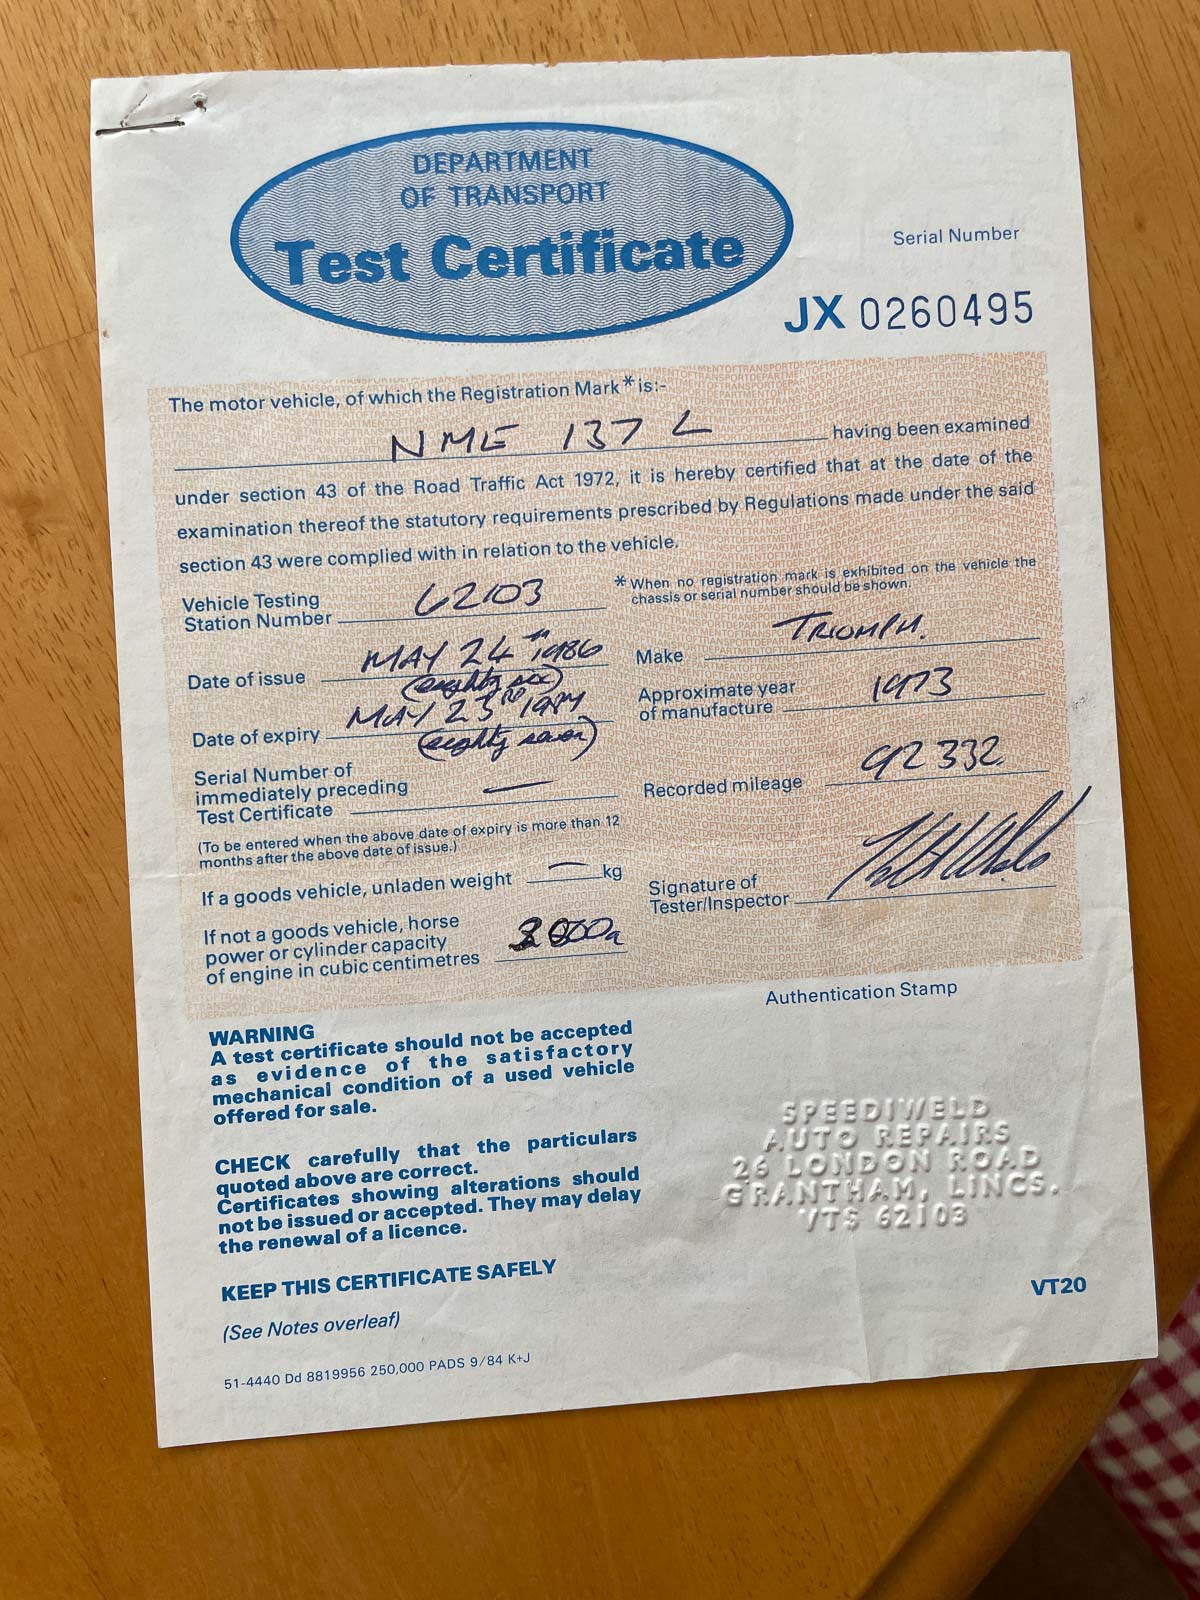 DEPARTMENT
OF TRANSPORT
Test Certificate
Serial Number
JX 0260495
The motor vehicle, of which the Registration Mark * is:-
NME 137 L having been examined
under section 43 of the Road Traffic Act 1972, it is hereby certified that at the date of the
examination thereof the statutory requirements prescribed by Regulations made under the said
section 43 were complied with in relation to the vehicle.
Vehicle Testing
Station Number 62103
* When no registration mark is exhibited on the vehicle the
chassis or serial number should be shown.
Date of issue MAY 24th 1986
(eighty six)
Date of expiry MAY 23rd 1987
(eighty seven)
Make TRIUMPH.
Approximate year
of manufacture 1973
Serial Number of
immediately preceding
Test Certificate —
(To be entered when the above date of expiry is more than 12
months after the above date of issue.)
Recorded mileage 92332
If a goods vehicle, unladen weight — kg
Signature of
Tester/Inspector
If not a goods vehicle, horse
power or cylinder capacity
of engine in cubic centimetres
Authentication Stamp
WARNING
A test certificate should not be accepted
as evidence of the satisfactory
mechanical condition of a used vehicle
offered for sale.
CHECK carefully that the particulars
quoted above are correct.
Certificates showing alterations should
not be issued or accepted. They may delay
the renewal of a licence.
KEEP THIS CERTIFICATE SAFELY
(See Notes overleaf)
51-4440 Dd 8819956 250,000 PADS 9/84 K+J
SPEEDIWELD
AUTO REPAIRS
26 LONDON ROAD
GRANTHAM, LINCS.
VTS 62103
VT20